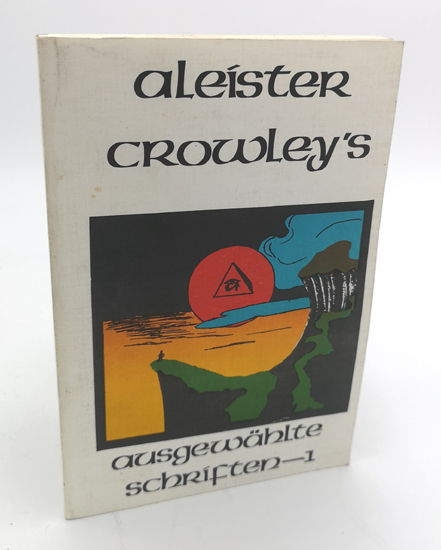 aleister
crowley's
ausgewählte
schriften—1